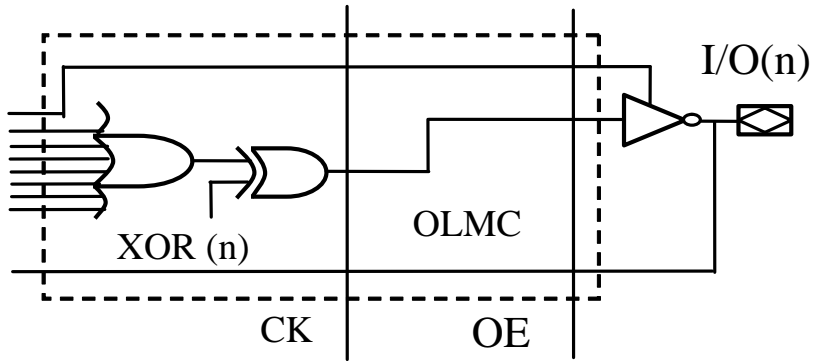 I/O(n)
OLMC
XOR (n)
CK
OE